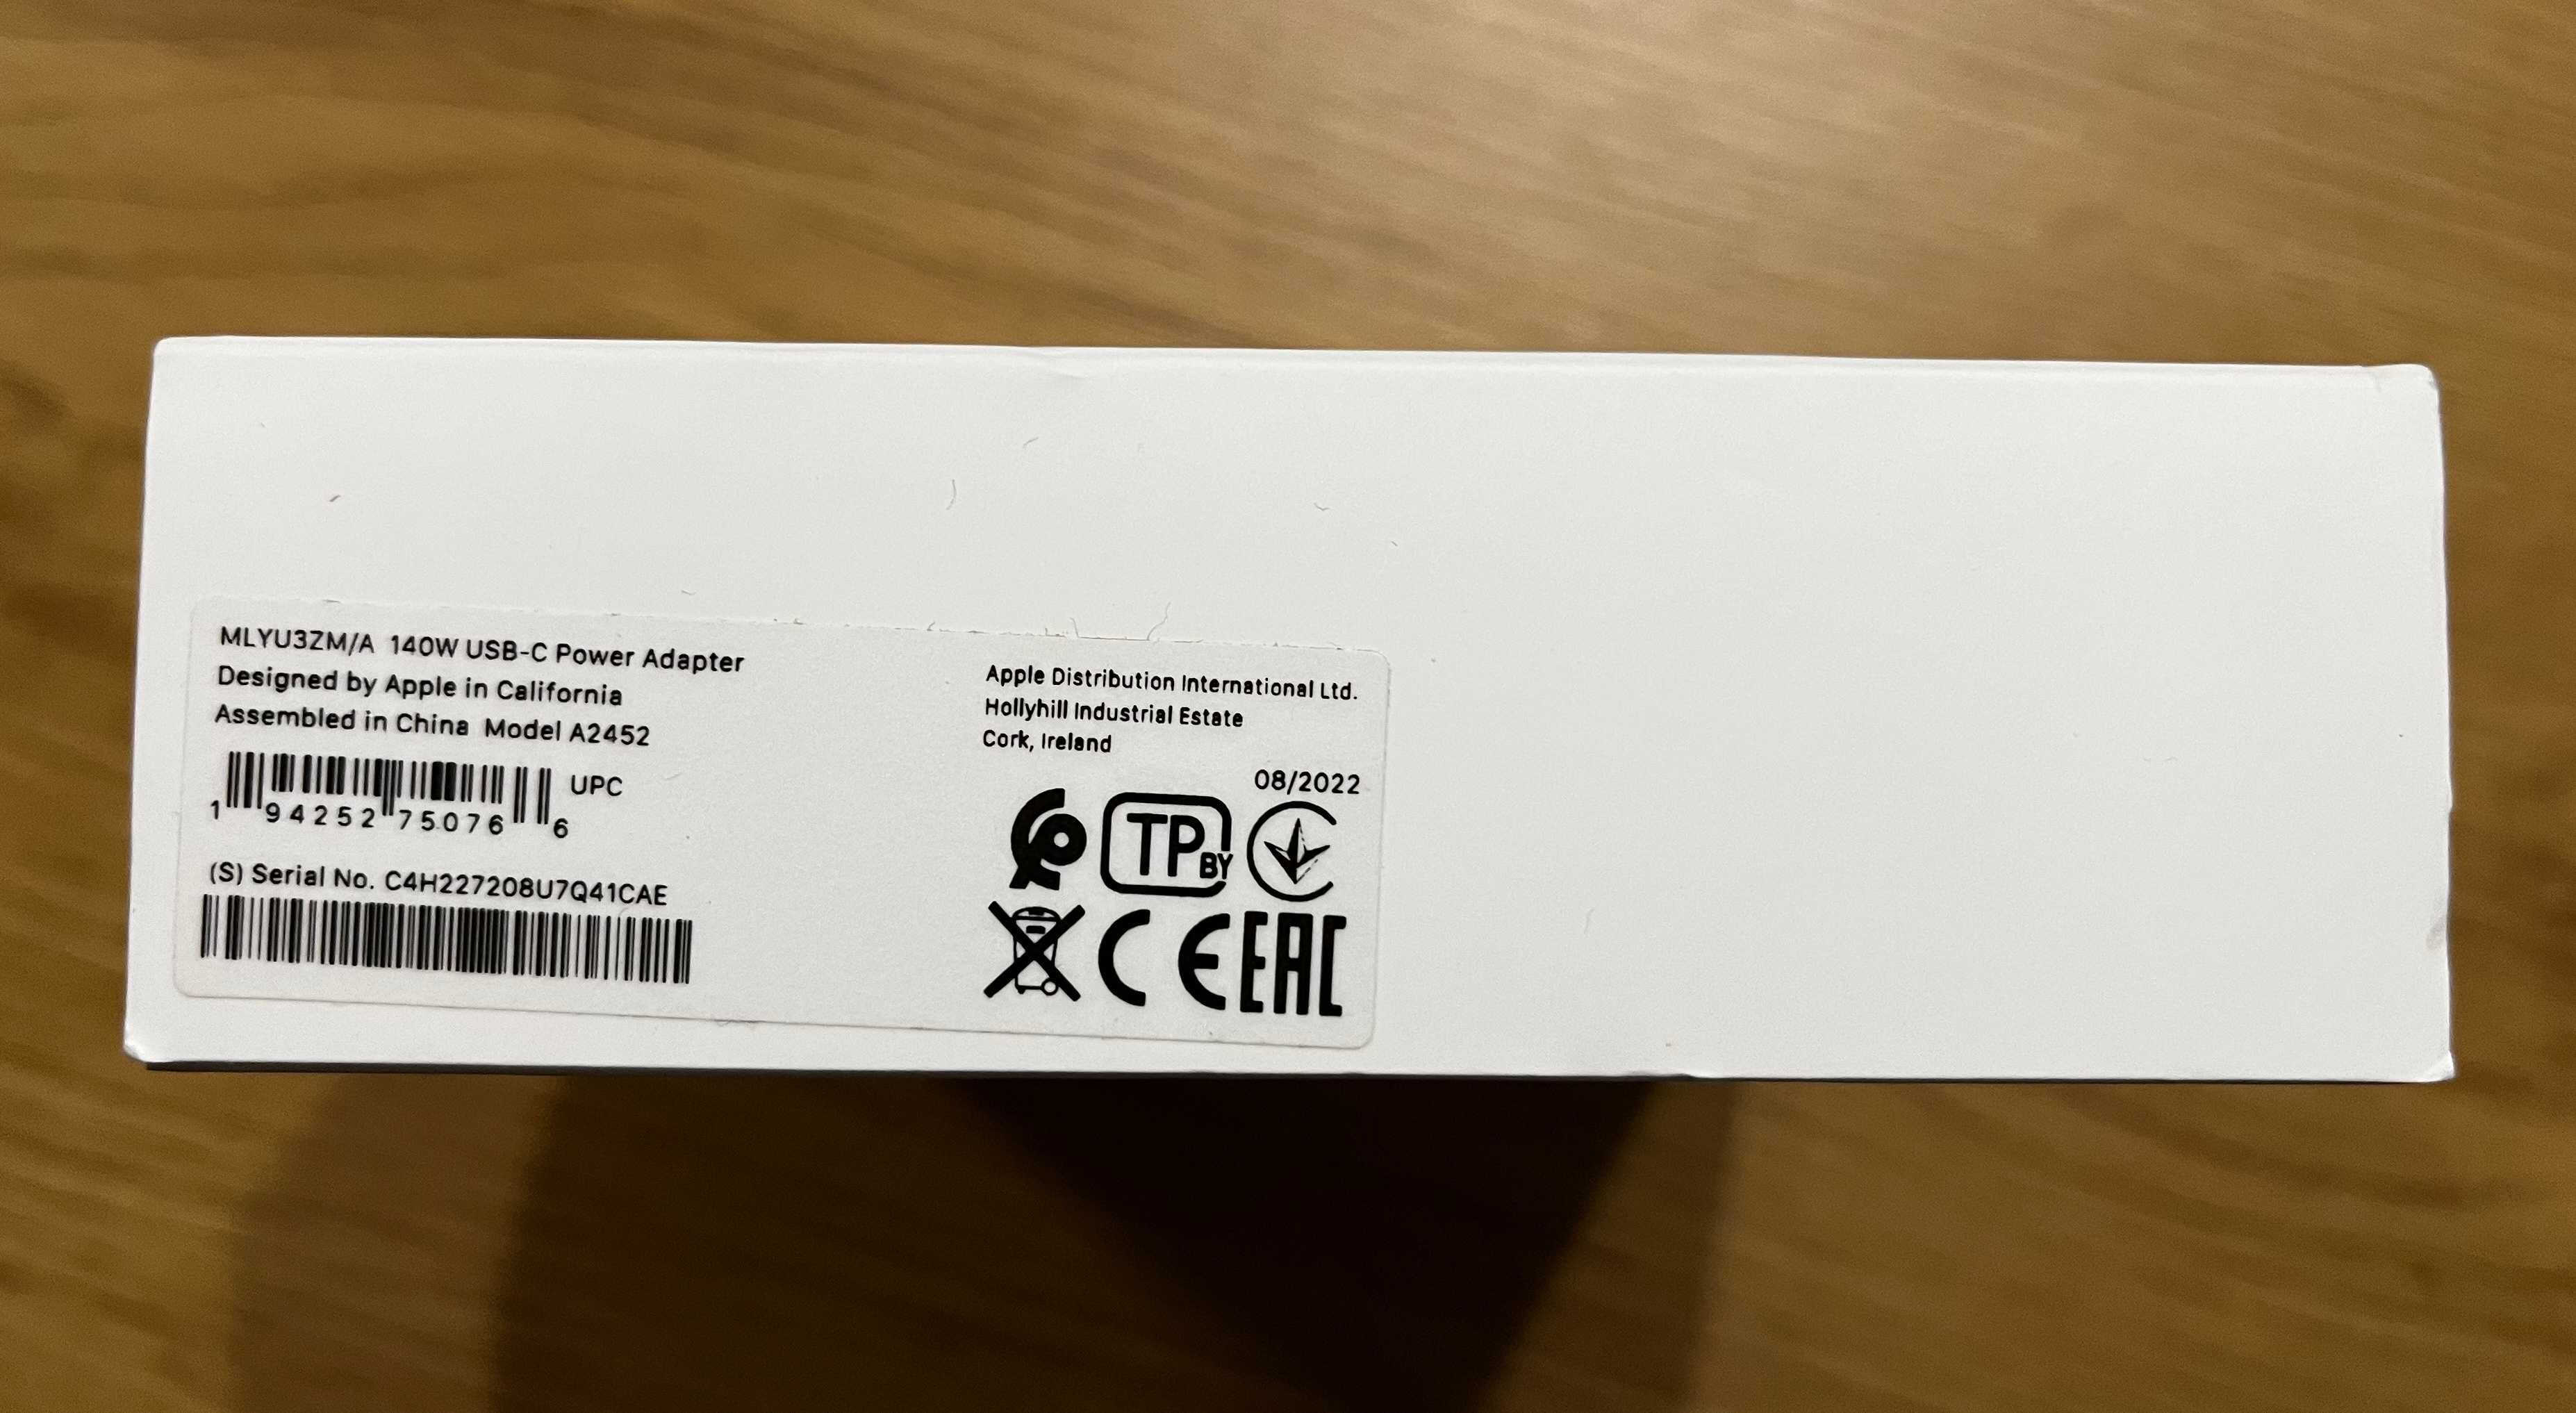 MLYU3ZM/A 140W USB-C Power Adapter
Designed by Apple in California
Assembled in China Model A2452
UPC
1 94252 75076 6
(S) Serial No. C4H227208U7Q41CAE
Apple Distribution International Ltd.
Hollyhill Industrial Estate
Cork, Ireland
08/2022
TP BY
CE EAC